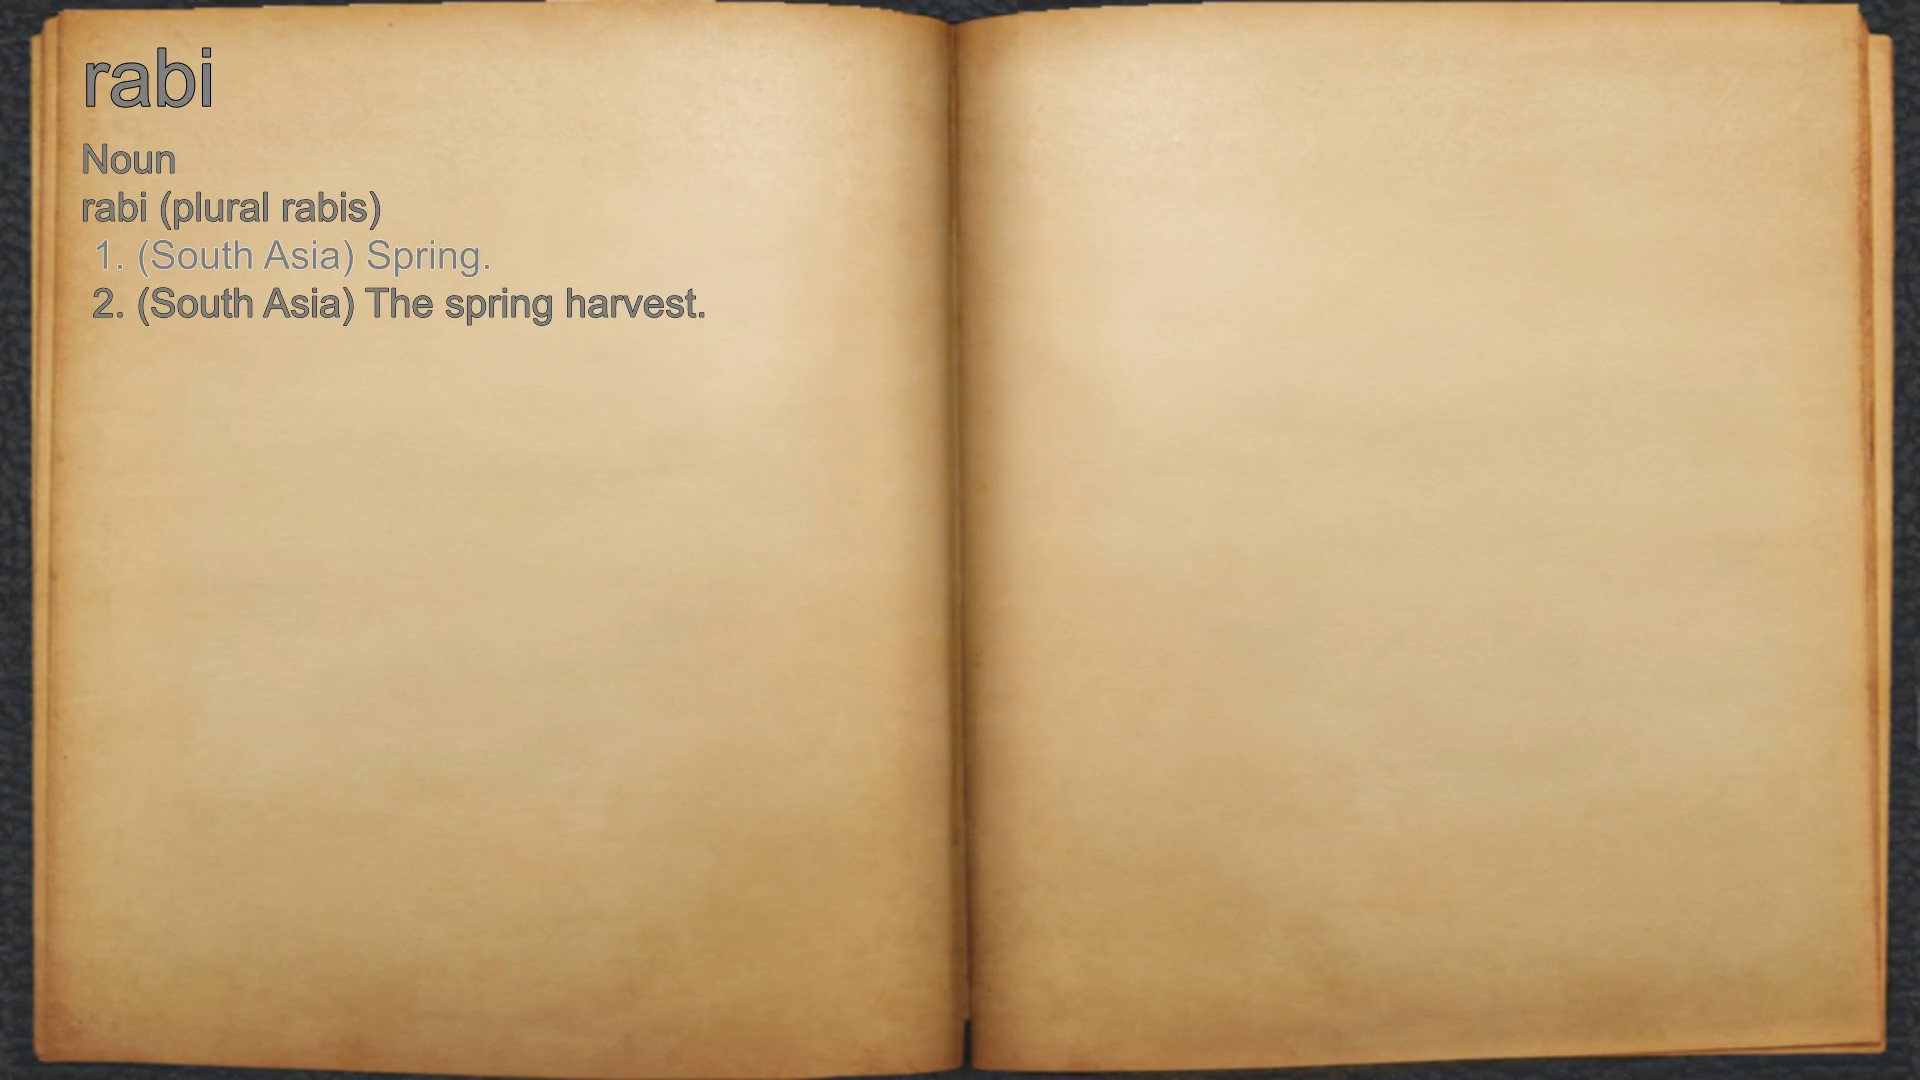 rabi
Noun
rabi (plural rabis)
1. (South Asia) Spring.
2. (South Asia) The spring harvest.